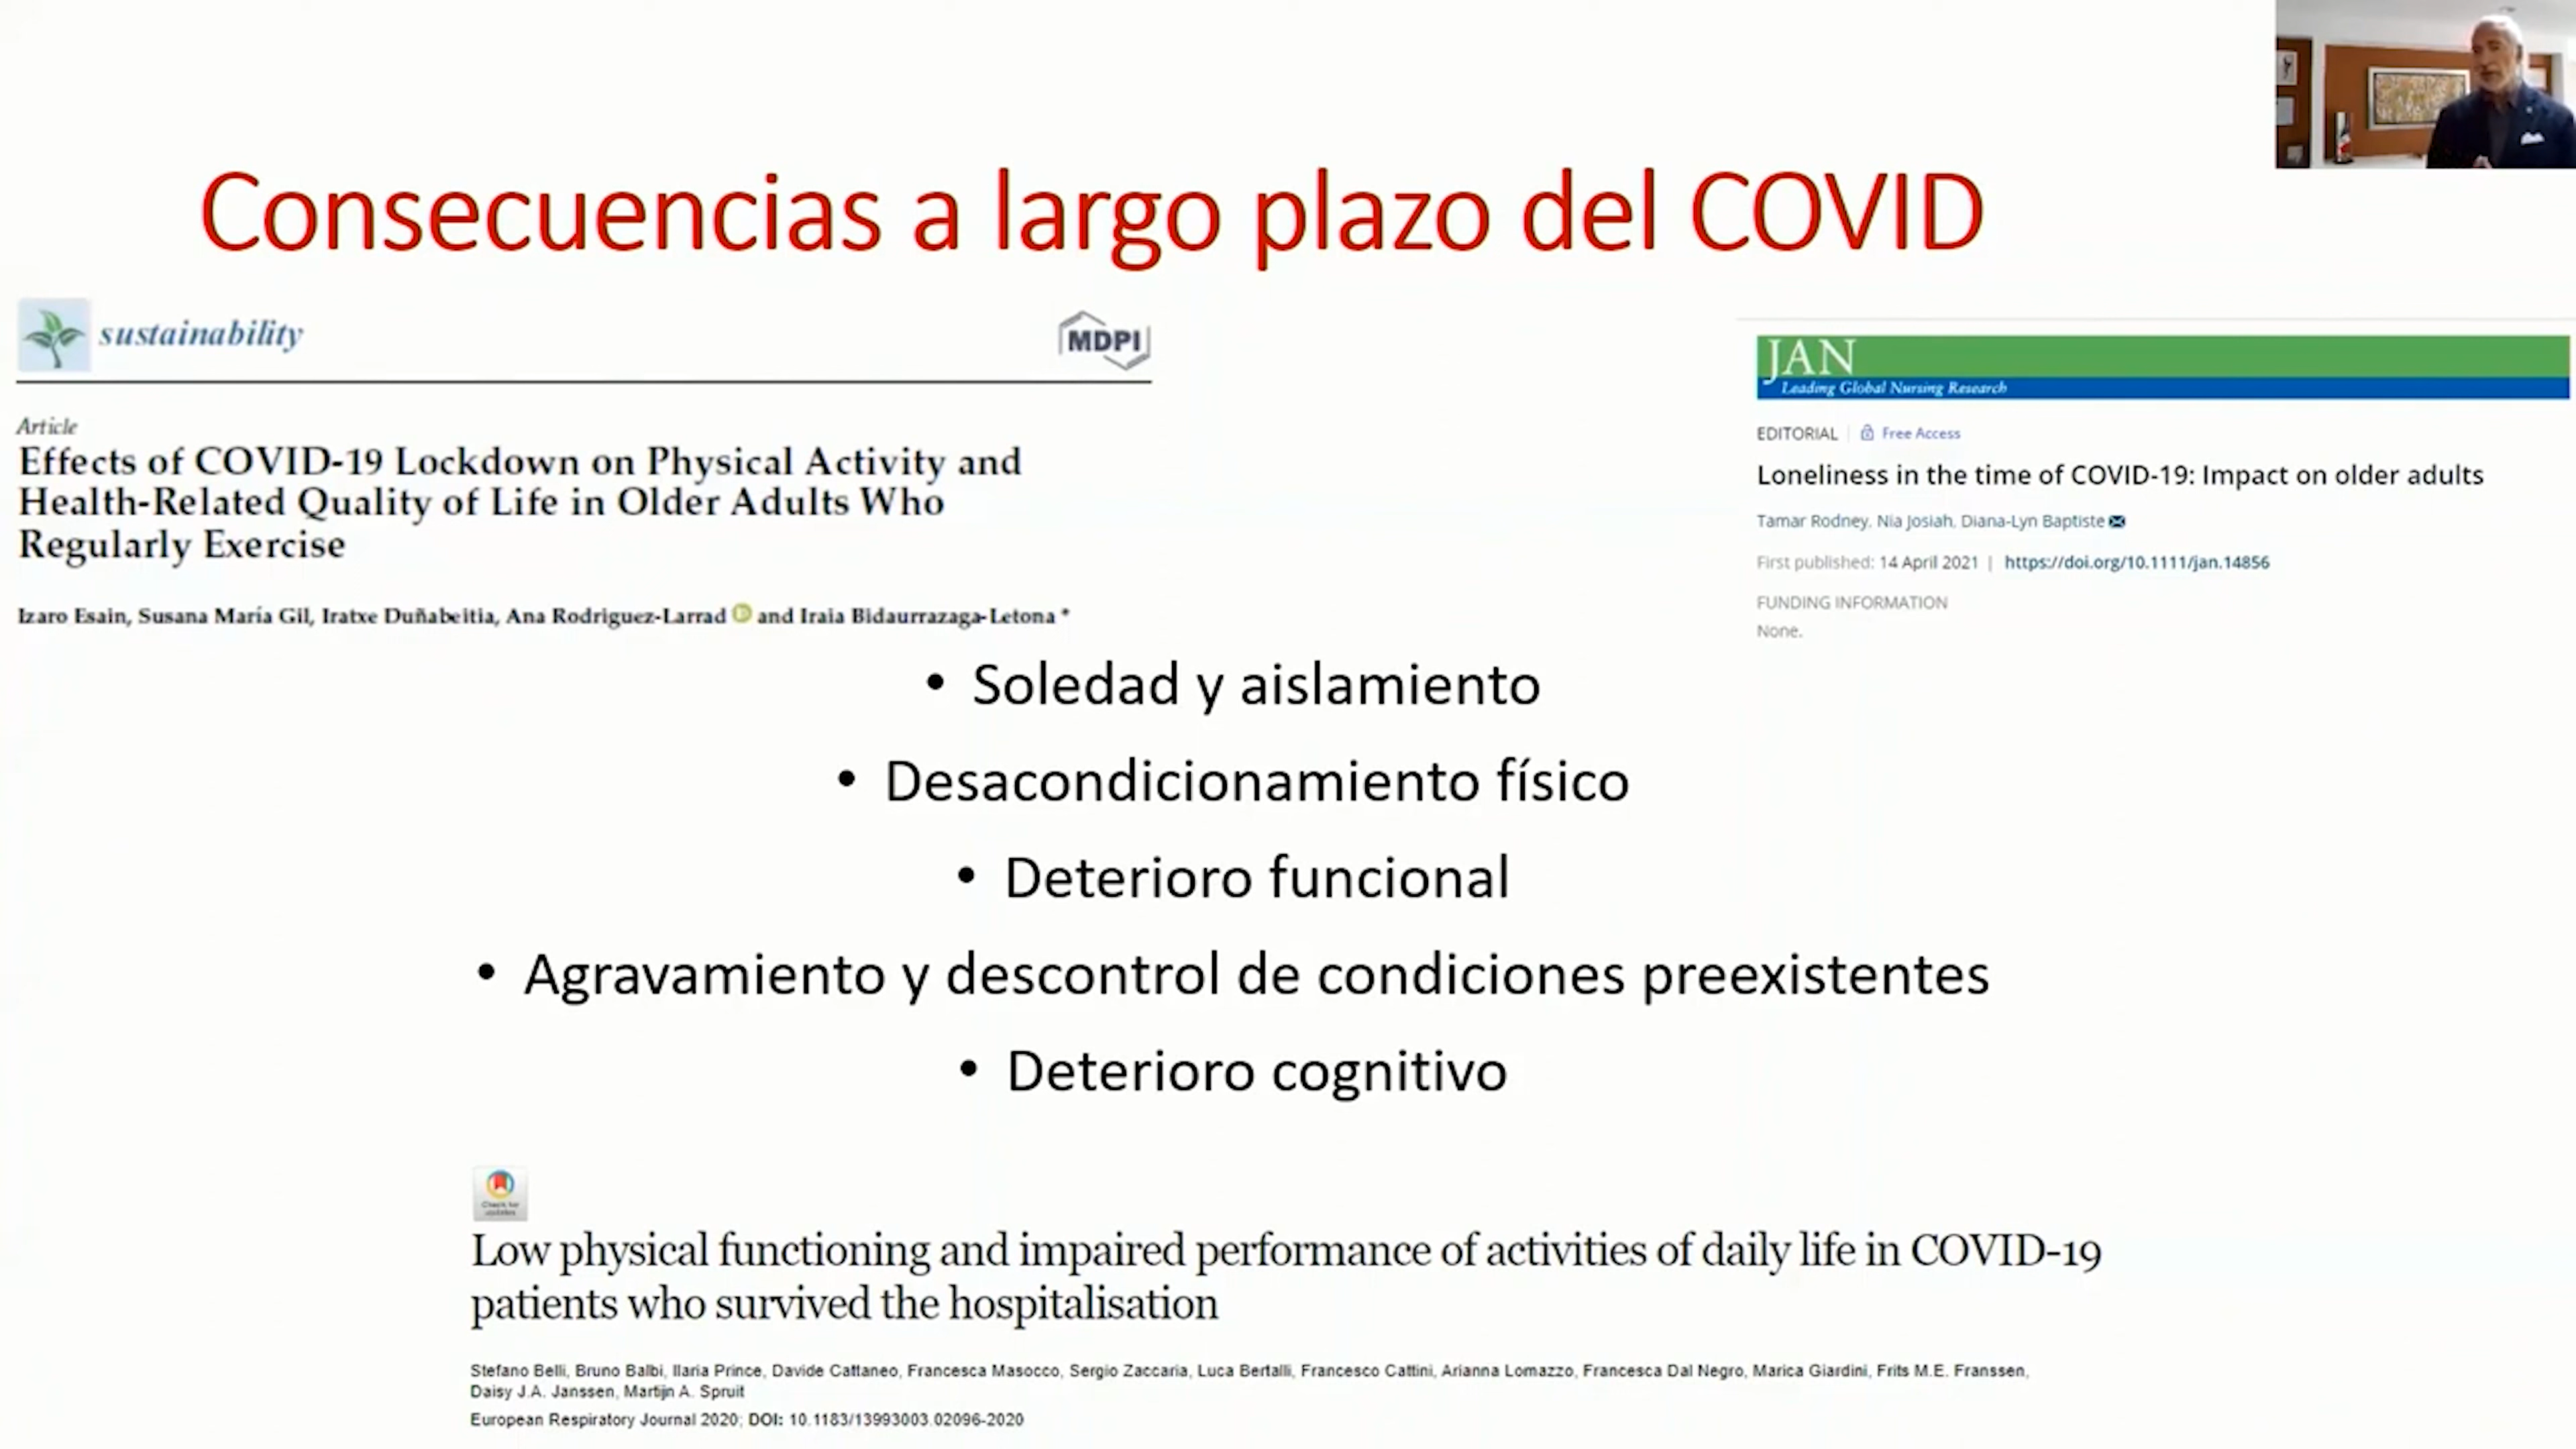 Consecuencias a largo plazo del COVID
sustainability
MDPI
Article
Effects of COVID-19 Lockdown on Physical Activity and
Health-Related Quality of Life in Older Adults Who
Regularly Exercise
Izaro Esain, Susana María Gil, Iratxe Duñabeitia, Ana Rodriguez-Larrad iD and Iraia Bidaurrazaga-Letona *
JAN
Leading Global Nursing Research
EDITORIAL | Free Access
Loneliness in the time of COVID-19: Impact on older adults
Tamar Rodney, Nia Josiah, Diana-Lyn Baptiste
First published: 14 April 2021 | https://doi.org/10.1111/jan.14856
FUNDING INFORMATION
None.
• Soledad y aislamiento
• Desacondicionamiento físico
• Deterioro funcional
• Agravamiento y descontrol de condiciones preexistentes
• Deterioro cognitivo
Check for
updates
Low physical functioning and impaired performance of activities of daily life in COVID-19
patients who survived the hospitalisation
Stefano Belli, Bruno Balbi, Ilaria Prince, Davide Cattaneo, Francesca Masocco, Sergio Zaccaria, Luca Bertalli, Francesco Cattini, Arianna Lomazzo, Francesca Dal Negro, Marica Giardini, Frits M.E. Franssen,
Daisy J.A. Janssen, Martijn A. Spruit
European Respiratory Journal 2020; DOI: 10.1183/13993003.02096-2020